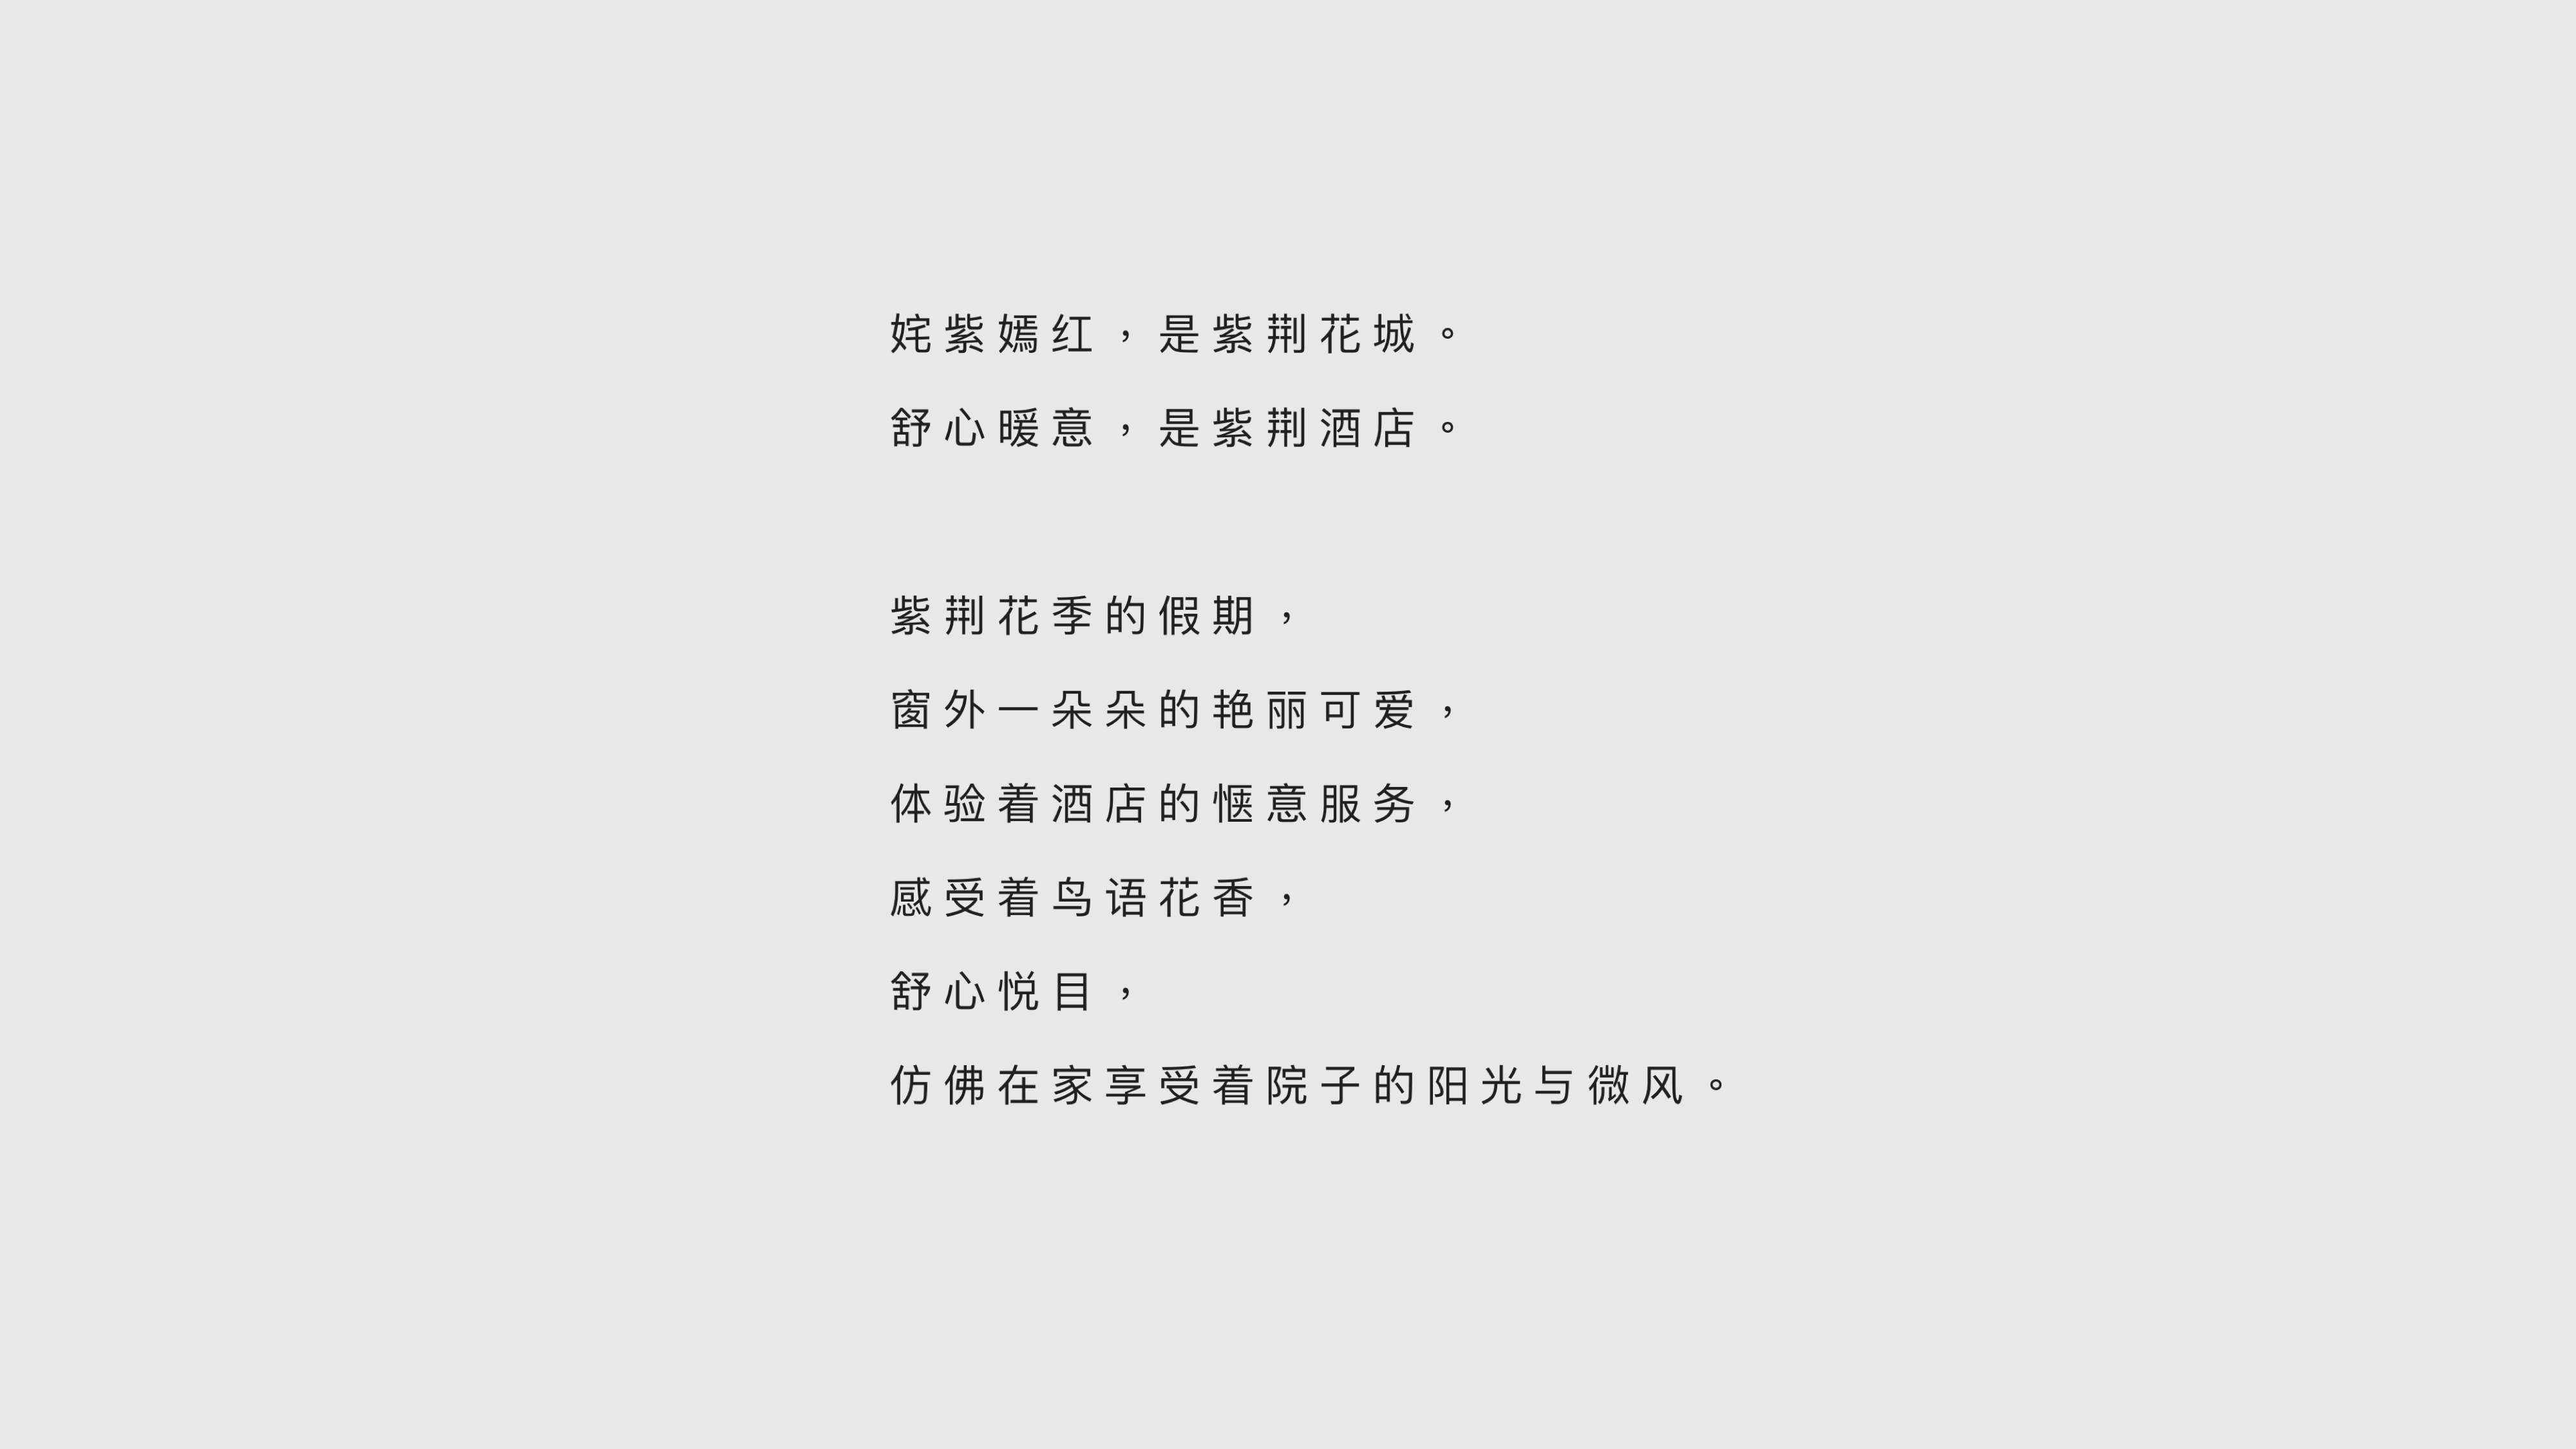 姹紫嫣红，是紫荆花城。
舒心暖意，是紫荆酒店。
紫荆花季的假期，
窗外一朵朵的艳丽可爱，
体验着酒店的惬意服务，
感受着鸟语花香，
舒心悦目，
仿佛在家享受着院子的阳光与微风。